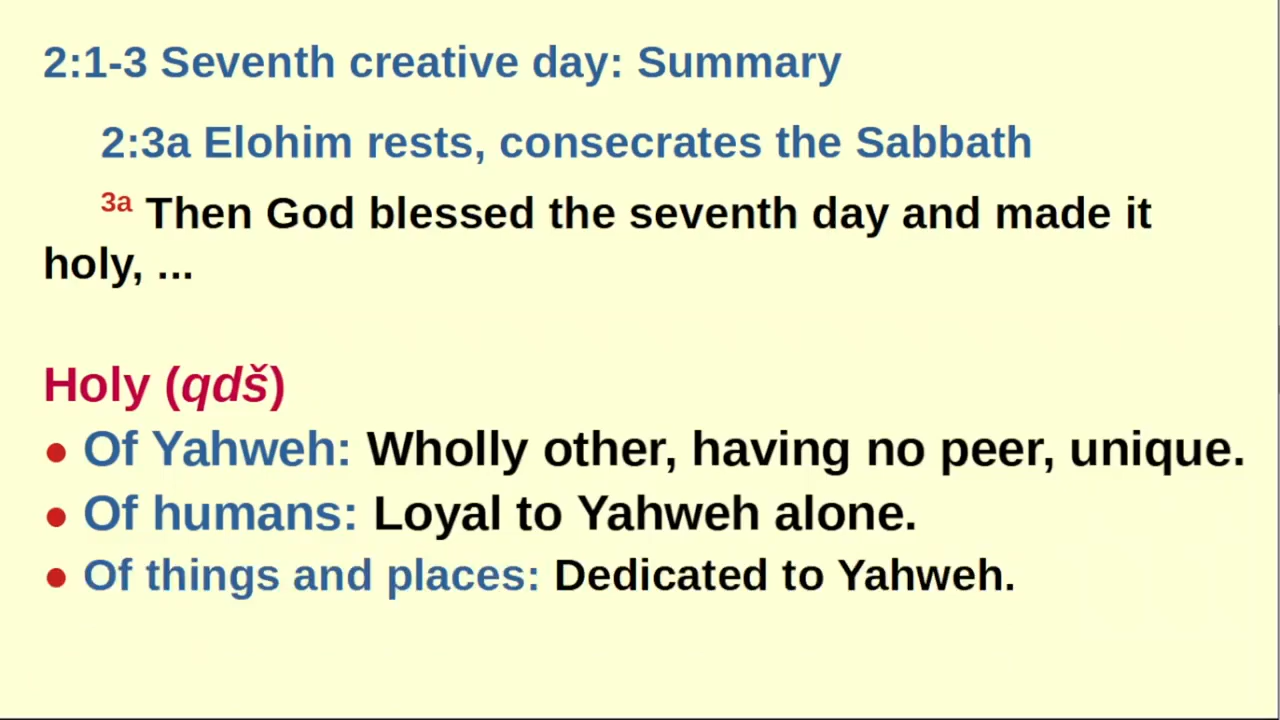 2:1-3 Seventh creative day: Summary
2:3a Elohim rests, consecrates the Sabbath
3a Then God blessed the seventh day and made it
holy, ...
Holy (qdš)
● Of Yahweh: Wholly other, having no peer, unique.
● Of humans: Loyal to Yahweh alone.
● Of things and places: Dedicated to Yahweh.